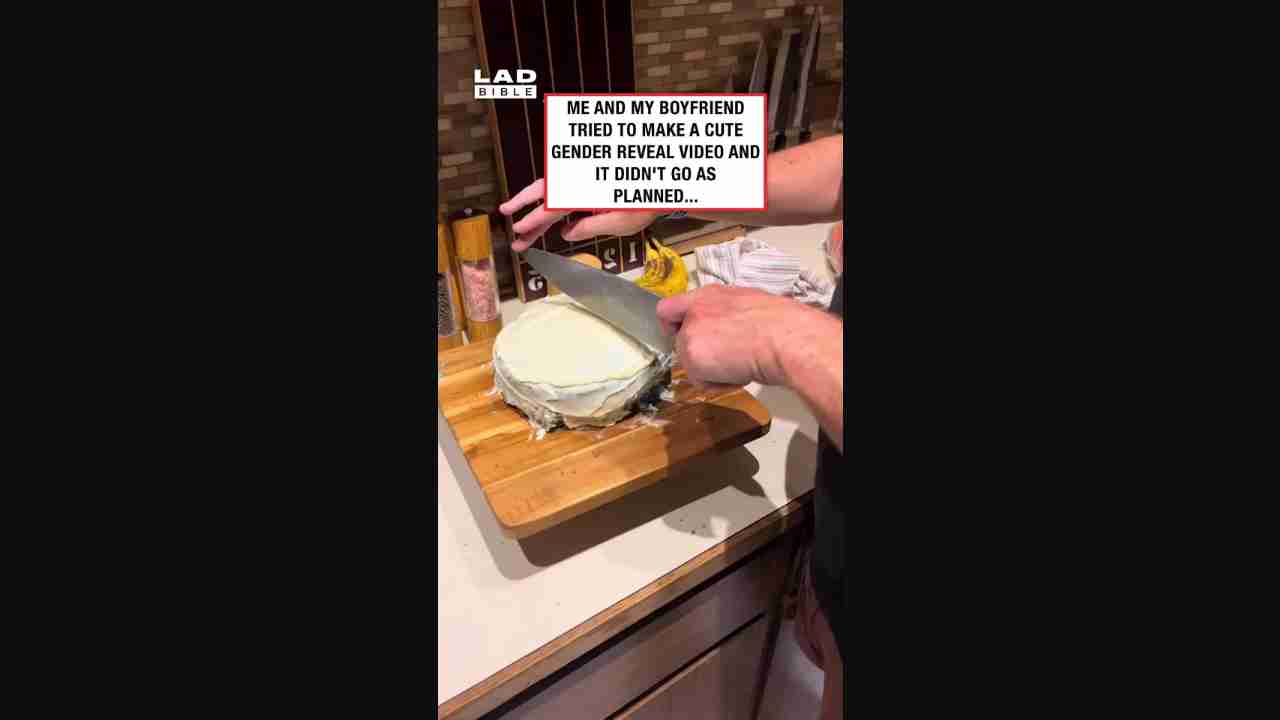 LAD
BIBLE
ME AND MY BOYFRIEND
TRIED TO MAKE A CUTE
GENDER REVEAL VIDEO AND
IT DIDN'T GO AS
PLANNED...